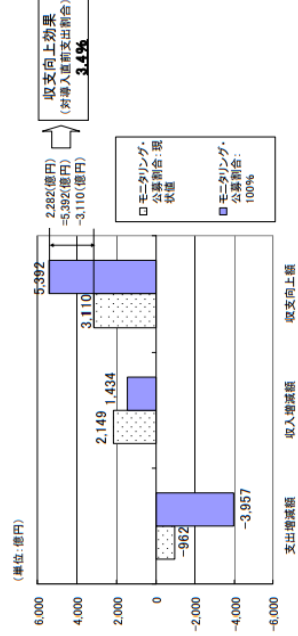 (単位:億円)
6,000
4,000
2,000
0
-2,000
-4,000
-6,000
-962
-3,957
2,149
1,434
3,110
5,392
支出増減額
収入増減額
収支向上額
2,282(億円)
=5,392(億円)
-3,110(億円)
収支向上効果
(対導入直前支出割合)
3.4%
モニタリング・
公募割合:現
状値
モニタリング・
公募割合:
100%